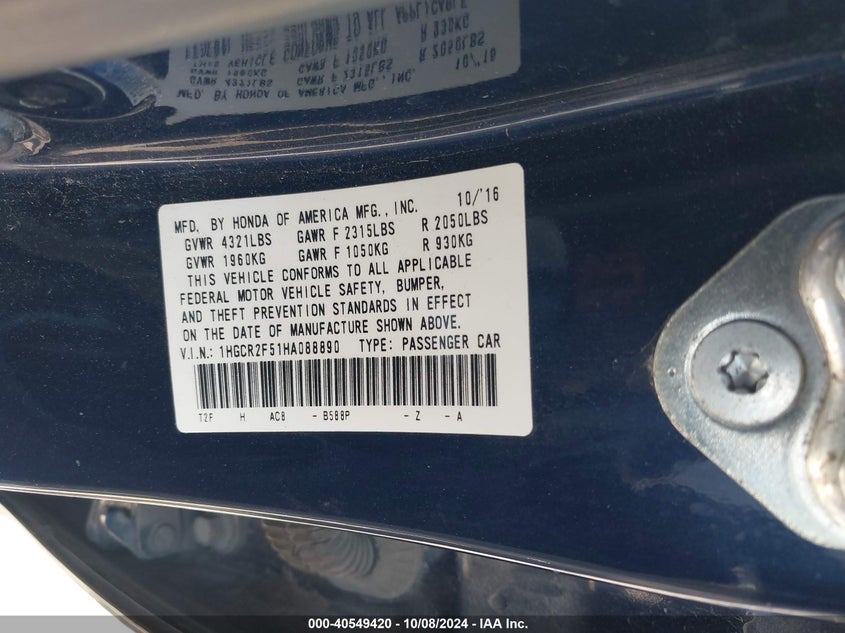 MFD. BY HONDA OF AMERICA MFG., INC. 10/'16
GVWR 4321LBS GAWR F 2315LBS R 2050LBS
GVWR 1960KG GAWR F 1050KG R 930KG
THIS VEHICLE CONFORMS TO ALL APPLICABLE
FEDERAL MOTOR VEHICLE SAFETY, BUMPER,
AND THEFT PREVENTION STANDARDS IN EFFECT
ON THE DATE OF MANUFACTURE SHOWN ABOVE.
V.I.N.: 1HGCR2F51HA088890 TYPE: PASSENGER CAR
T2F H AC8 - B588P - Z - A
000-40549420 - 10/08/2024 - IAA Inc.